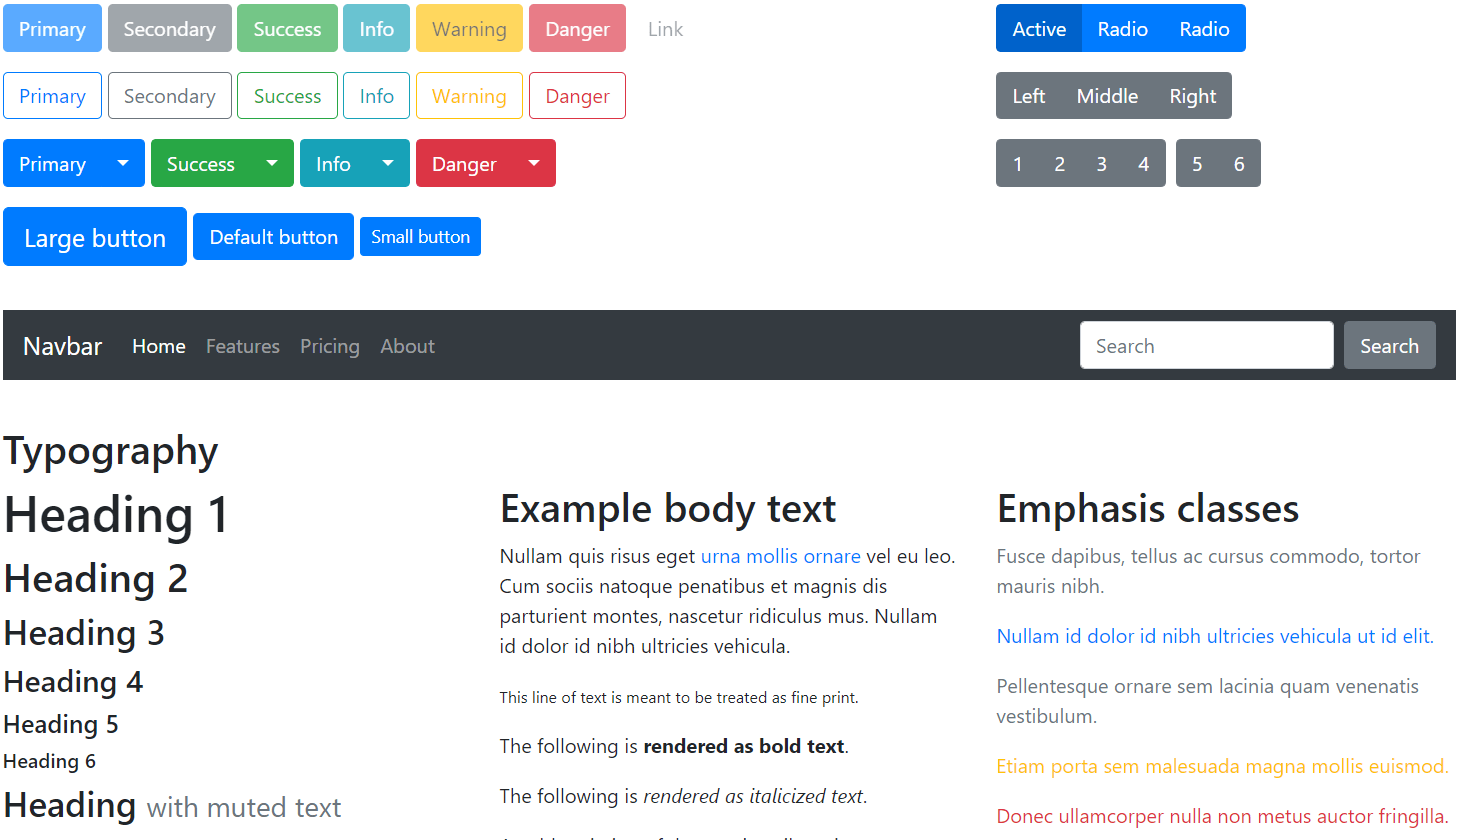 Primary Secondary Success Info Warning Danger Link
Active Radio Radio
Primary Secondary Success Info Warning Danger
Left Middle Right
Primary Success Info Danger
1 2 3 4 5 6
Large button Default button Small button
Navbar Home Features Pricing About Search Search
Typography
Heading 1
Heading 2
Heading 3
Heading 4
Heading 5
Heading 6
Heading with muted text
Example body text
Nullam quis risus eget urna mollis ornare vel eu leo.
Cum sociis natoque penatibus et magnis dis
parturient montes, nascetur ridiculus mus. Nullam
id dolor id nibh ultricies vehicula.
This line of text is meant to be treated as fine print.
The following is rendered as bold text.
The following is rendered as italicized text.
Emphasis classes
Fusce dapibus, tellus ac cursus commodo, tortor
mauris nibh.
Nullam id dolor id nibh ultricies vehicula ut id elit.
Pellentesque ornare sem lacinia quam venenatis
vestibulum.
Etiam porta sem malesuada magna mollis euismod.
Donec ullamcorper nulla non metus auctor fringilla.